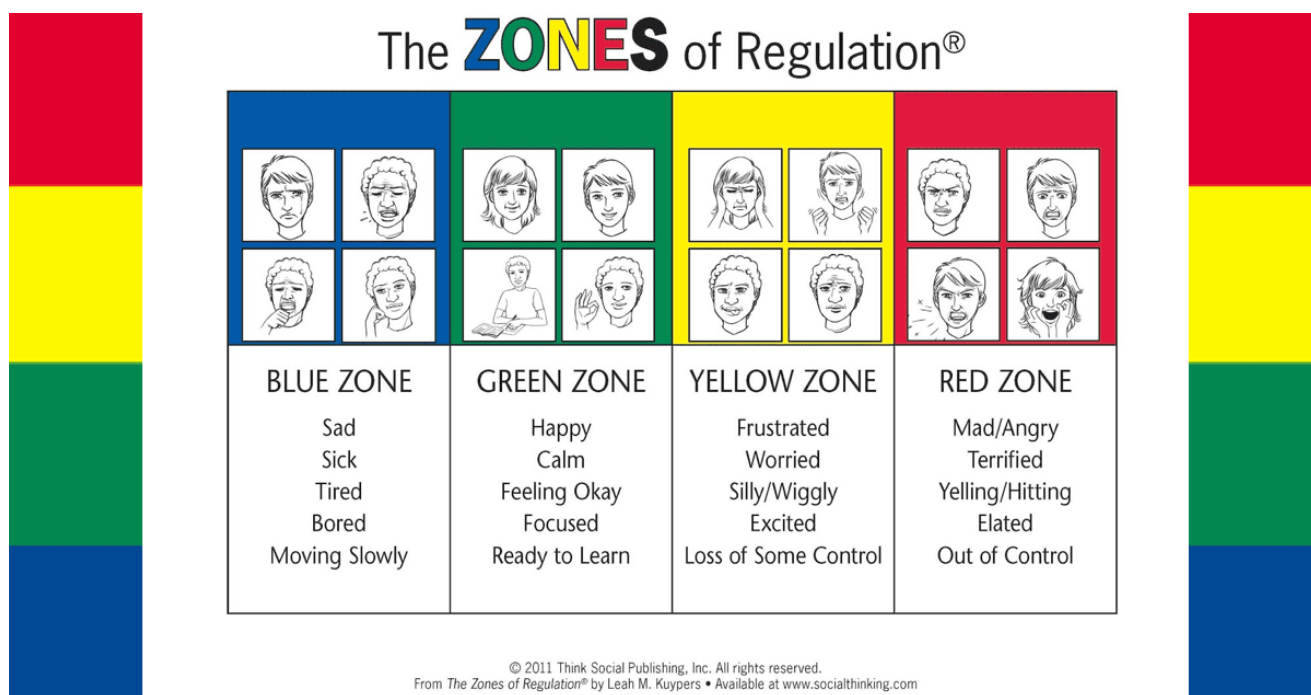 The ZONES of Regulation®
BLUE ZONE
Sad
Sick
Tired
Bored
Moving Slowly
GREEN ZONE
Happy
Calm
Feeling Okay
Focused
Ready to Learn
YELLOW ZONE
Frustrated
Worried
Silly/Wiggly
Excited
Loss of Some Control
RED ZONE
Mad/Angry
Terrified
Yelling/Hitting
Elated
Out of Control
© 2011 Think Social Publishing, Inc. All rights reserved.
From The Zones of Regulation® by Leah M. Kuypers • Available at www.socialthinking.com